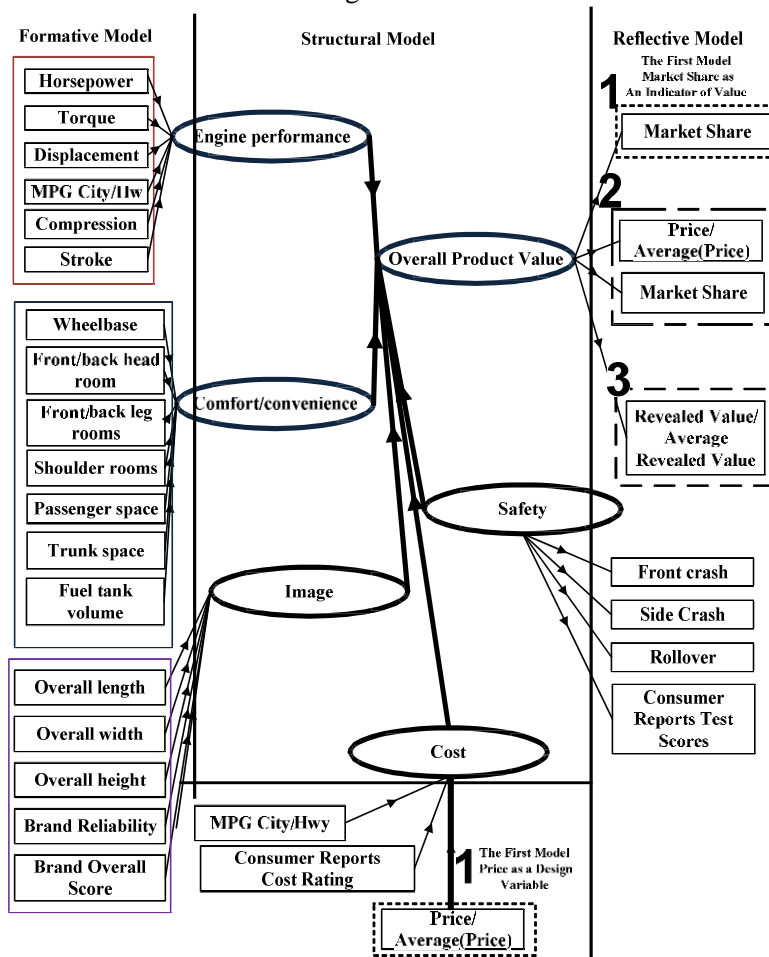 Formative Model
Structural Model
Reflective Model
Horsepower
Torque
Displacement
MPG City/Hw
Compression
Stroke
Engine performance
1
The First Model
Market Share as
An Indicator of Value
Market Share
2
Price/
Average(Price)
Market Share
Overall Product Value
3
Revealed Value/
Average
Revealed Value
Wheelbase
Front/back head
room
Front/back leg
rooms
Shoulder rooms
Passenger space
Trunk space
Fuel tank
volume
Comfort/convenience
Safety
Front crash
Side Crash
Rollover
Consumer
Reports Test
Scores
Image
Overall length
Overall width
Overall height
Brand Reliability
Brand Overall
Score
Cost
MPG City/Hwy
Consumer Reports
Cost Rating
1
The First Model
Price as a Design
Variable
Price/
Average(Price)